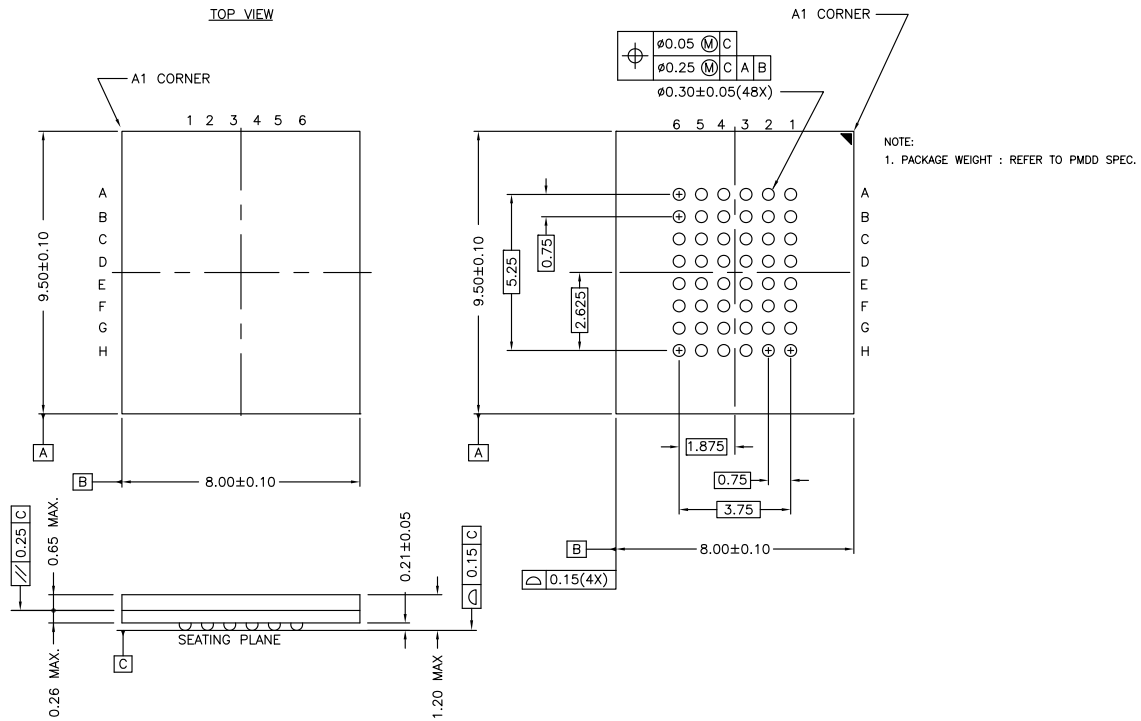 TOP VIEW
A1 CORNER
1 2 3 4 5 6
A
B
C
D
E
F
G
H
9.50±0.10
A
B
8.00±0.10
A1 CORNER
ø0.05 Ⓜ C
ø0.25 Ⓜ C A B
ø0.30±0.05(48X)
6 5 4 3 2 1
NOTE:
1. PACKAGE WEIGHT : REFER TO PMDD SPEC.
A
B
C
D
E
F
G
H
9.50±0.10
5.25
0.75
2.625
A
1.875
0.75
3.75
B
8.00±0.10
⌓ 0.15(4X)
// 0.25 C
0.65 MAX.
0.21±0.05
⌓ 0.15 C
SEATING PLANE
C
0.26 MAX.
1.20 MAX